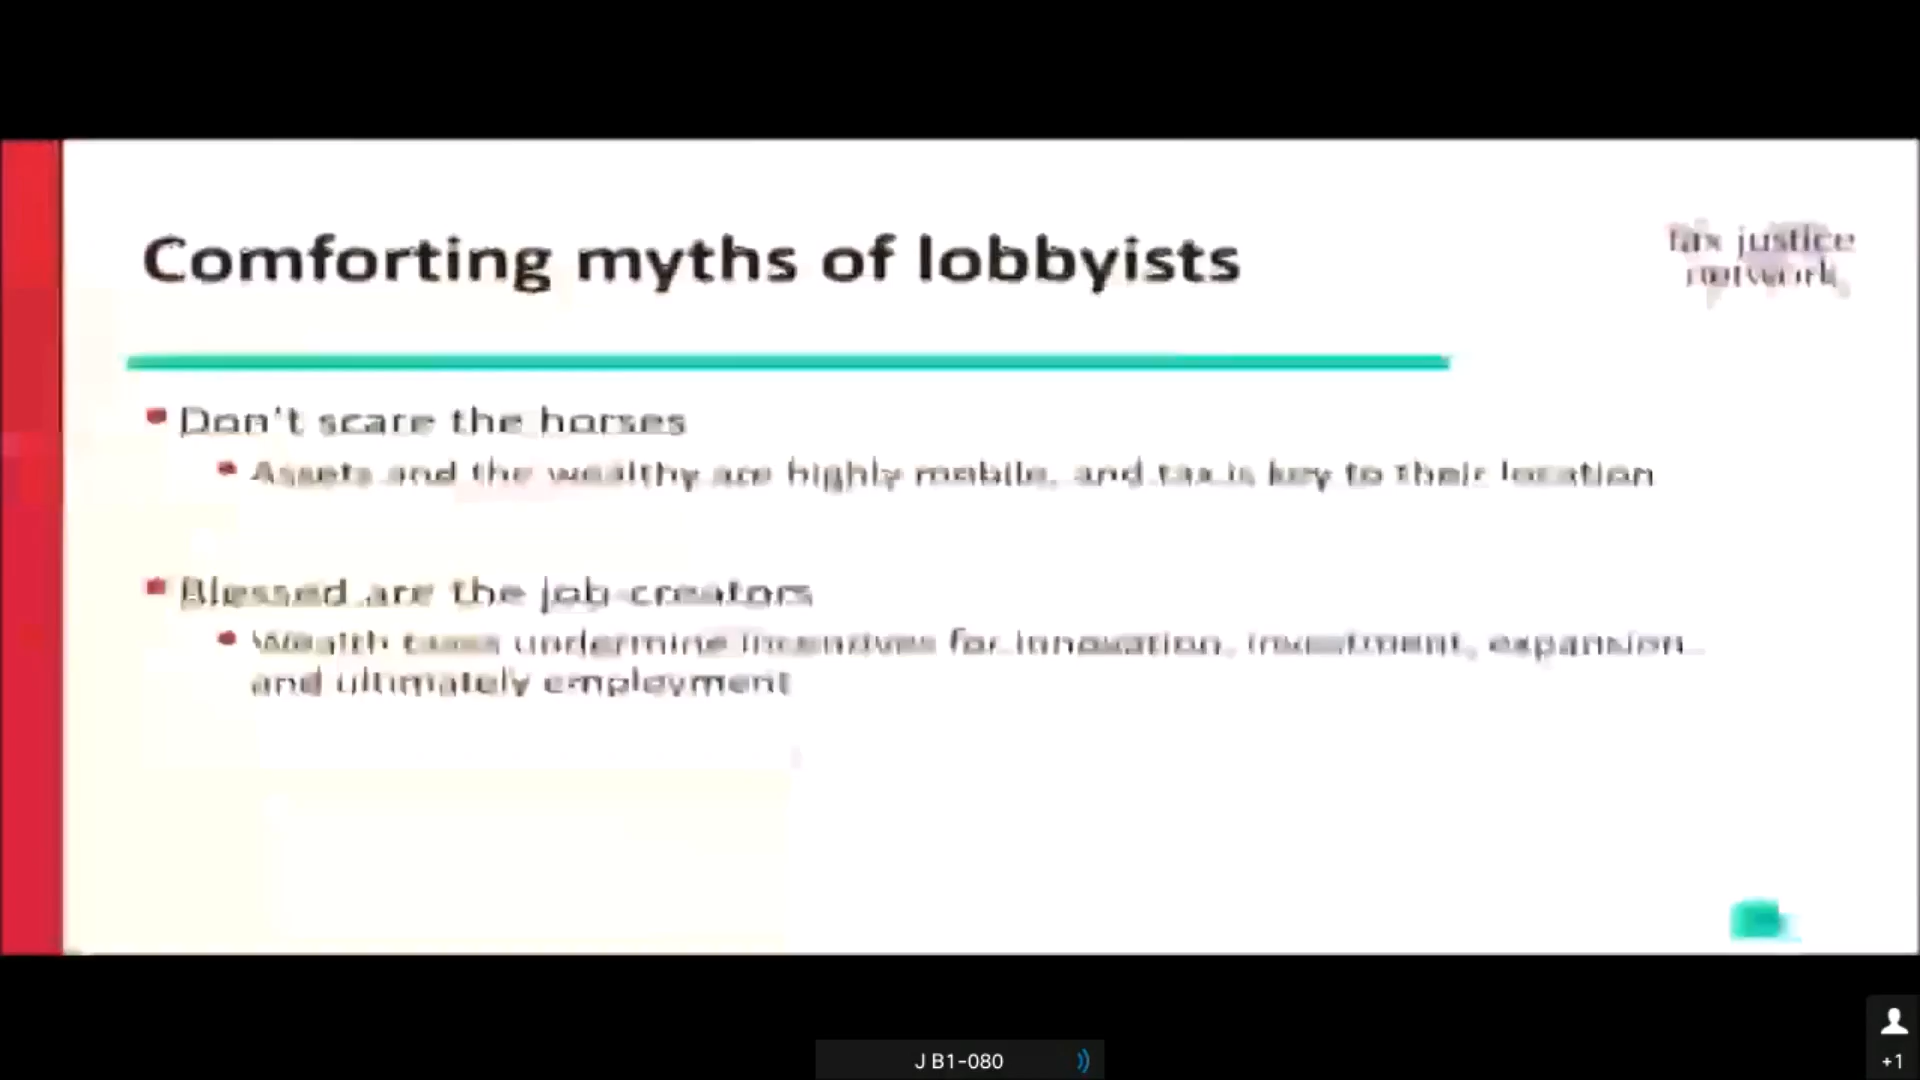 Comforting myths of lobbyists
tax justice
network
Don't scare the horses
Assets and the wealthy are highly mobile, and tax is key to their location
Blessed are the job-creators
Wealth taxes undermine incentives for innovation, investment, expansion
and ultimately employment
J B1-080
+1